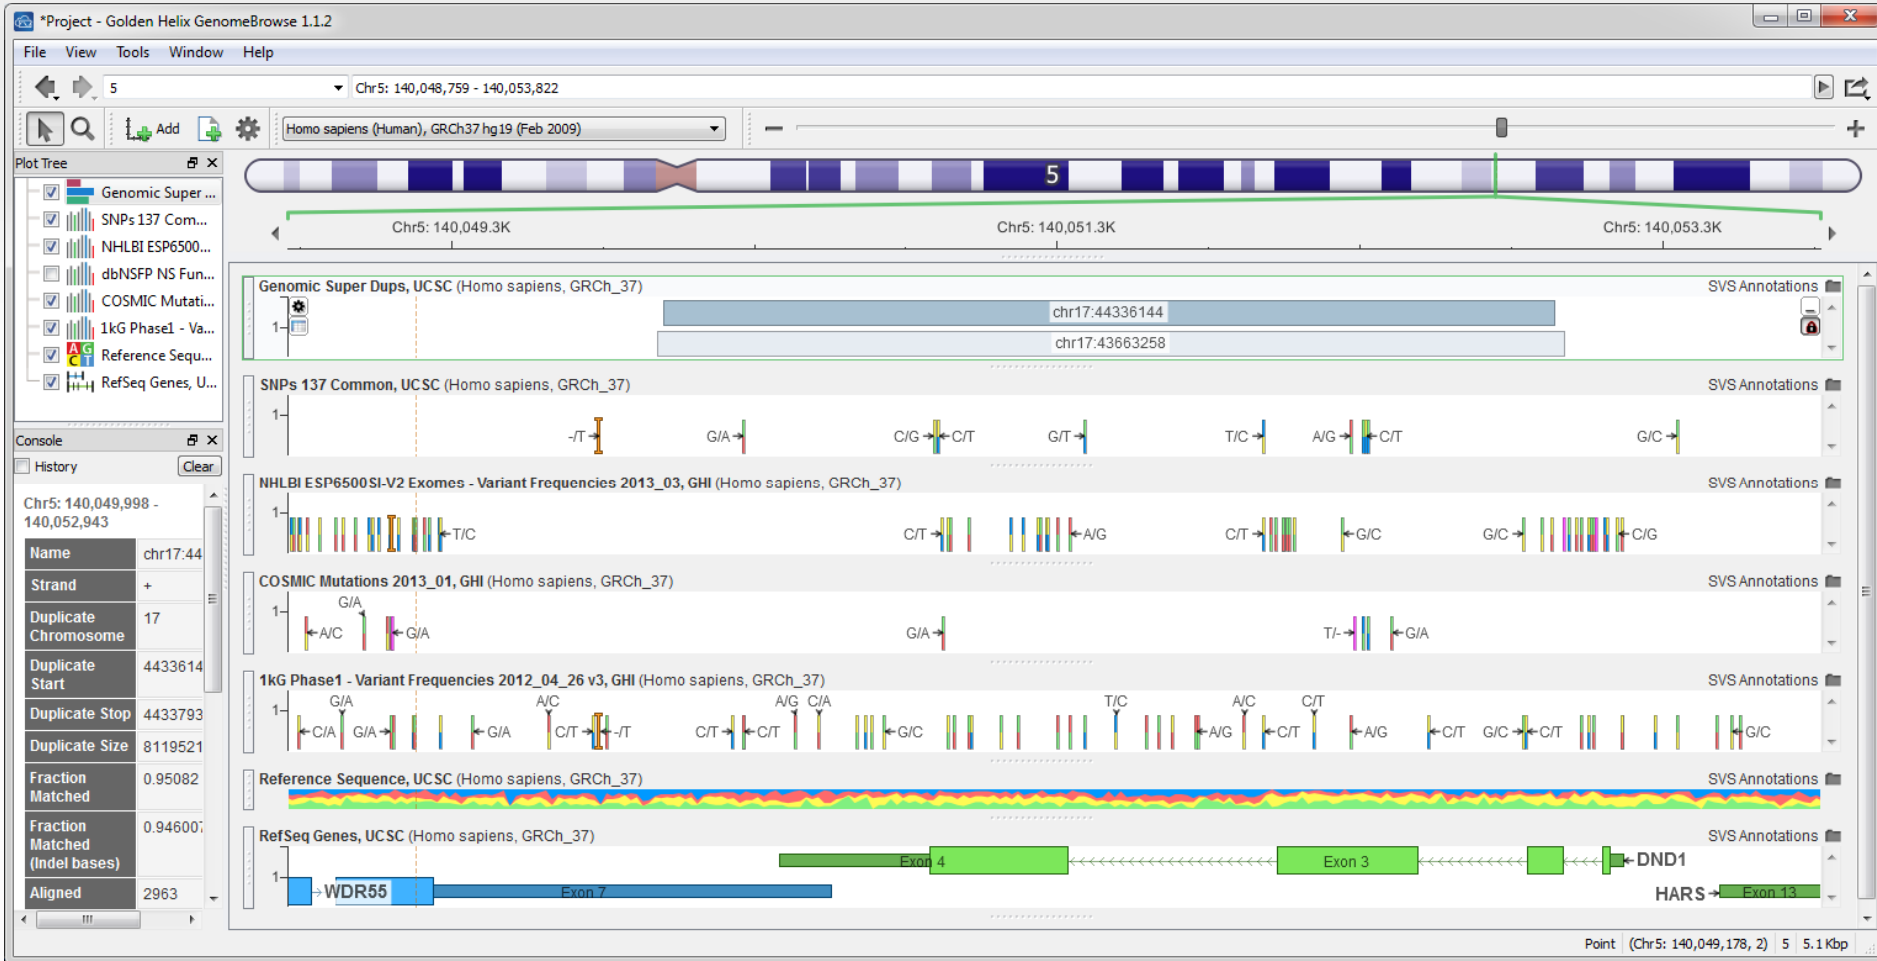 *Project - Golden Helix GenomeBrowse 1.1.2
File View Tools Window Help
5 Chr5: 140,048,759 - 140,053,822
Add Homo sapiens (Human), GRCh37 hg19 (Feb 2009)
Plot Tree
Genomic Super ...
SNPs 137 Com...
NHLBI ESP6500...
dbNSFP NS Fun...
COSMIC Mutati...
1kG Phase1 - Va...
Reference Sequ...
RefSeq Genes, U...
Console
History Clear
Chr5: 140,049,998 -
140,052,943
Name chr17:44
Strand +
Duplicate Chromosome 17
Duplicate Start 4433614
Duplicate Stop 4433793
Duplicate Size 8119521
Fraction Matched 0.95082
Fraction Matched (Indel bases) 0.946007
Aligned 2963
5
Chr5: 140,049.3K Chr5: 140,051.3K Chr5: 140,053.3K
Genomic Super Dups, UCSC (Homo sapiens, GRCh_37) SVS Annotations
1
chr17:44336144
chr17:43663258
SNPs 137 Common, UCSC (Homo sapiens, GRCh_37) SVS Annotations
1
-/T G/A C/G C/T G/T T/C A/G C/T G/C
NHLBI ESP6500SI-V2 Exomes - Variant Frequencies 2013_03, GHI (Homo sapiens, GRCh_37) SVS Annotations
1
T/C C/T A/G C/T G/C G/C C/G
COSMIC Mutations 2013_01, GHI (Homo sapiens, GRCh_37) SVS Annotations
1
G/A
A/C G/A G/A T/- G/A
1kG Phase1 - Variant Frequencies 2012_04_26 v3, GHI (Homo sapiens, GRCh_37) SVS Annotations
1
G/A A/C A/G C/A T/C A/C C/T
C/A G/A G/A C/T -/T C/T C/T G/C A/G C/T A/G C/T G/C C/T G/C
Reference Sequence, UCSC (Homo sapiens, GRCh_37) SVS Annotations
RefSeq Genes, UCSC (Homo sapiens, GRCh_37) SVS Annotations
1
Exon 4 Exon 3 DND1
WDR55 Exon 7 HARS Exon 13
Point (Chr5: 140,049,178, 2) 5 5.1 Kbp